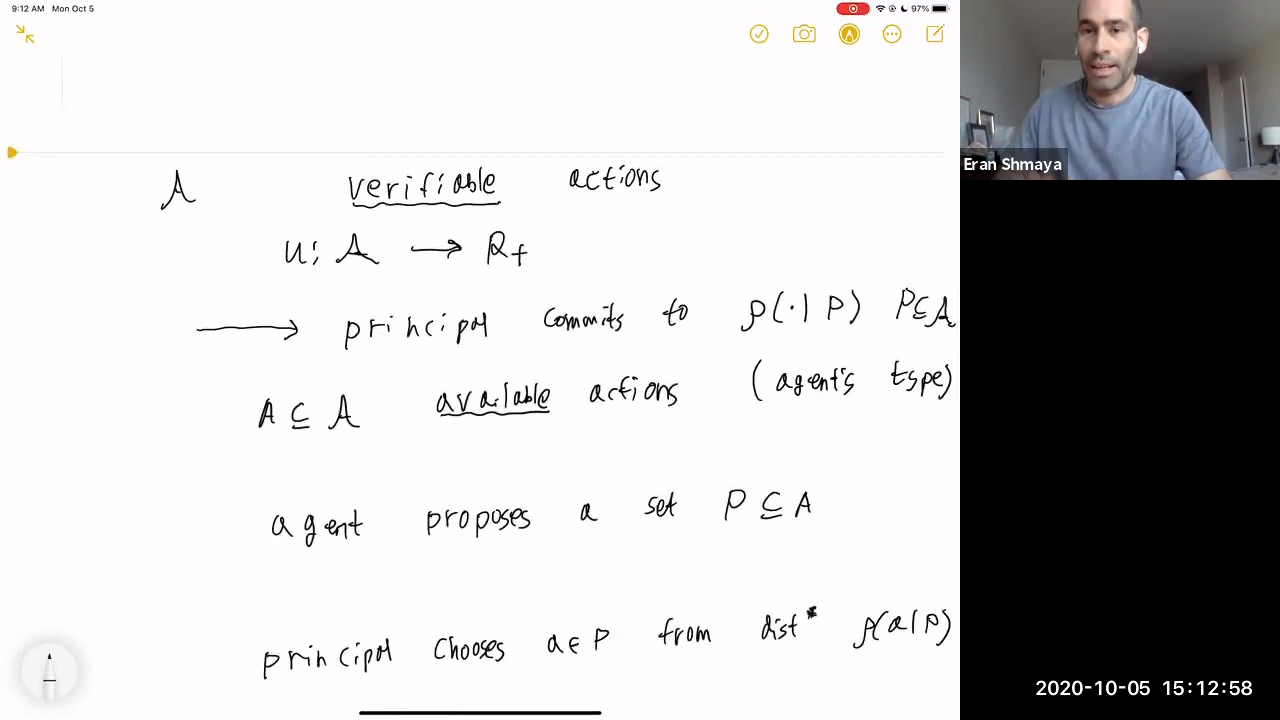 9:12 AM Mon Oct 5
97%
𝒜 verifiable actions
u: 𝒜 → R+
→ principal commits to ρ(·|P) P⊆𝒜
A ⊆ 𝒜 available actions (agent's type)
agent proposes a set P ⊆ A
principal chooses a∈P from dist* ρ(a|P)
Eran Shmaya
2020-10-05 15:12:58